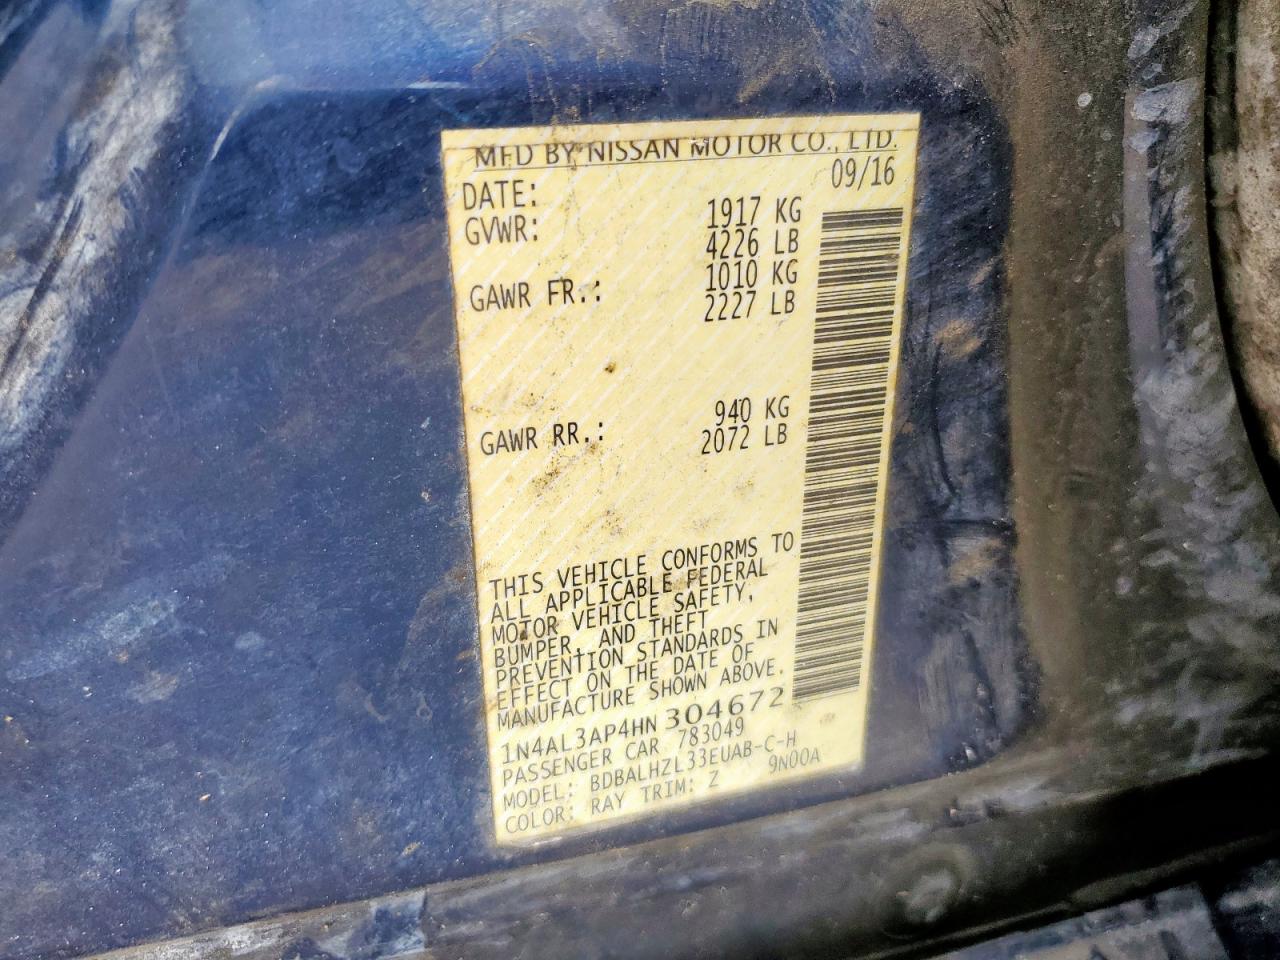 MFD BY NISSAN MOTOR CO., LTD.
DATE: 09/16
GVWR: 1917 KG
4226 LB
GAWR FR.: 1010 KG
2227 LB
GAWR RR.: 940 KG
2072 LB
THIS VEHICLE CONFORMS TO
ALL APPLICABLE FEDERAL
MOTOR VEHICLE SAFETY,
BUMPER, AND THEFT
PREVENTION STANDARDS IN
EFFECT ON THE DATE OF
MANUFACTURE SHOWN ABOVE.
1N4AL3AP4HN304672
PASSENGER CAR 783049
MODEL: BDBALHZL33EUAB-C-H
COLOR: RAY TRIM: Z 9N00A